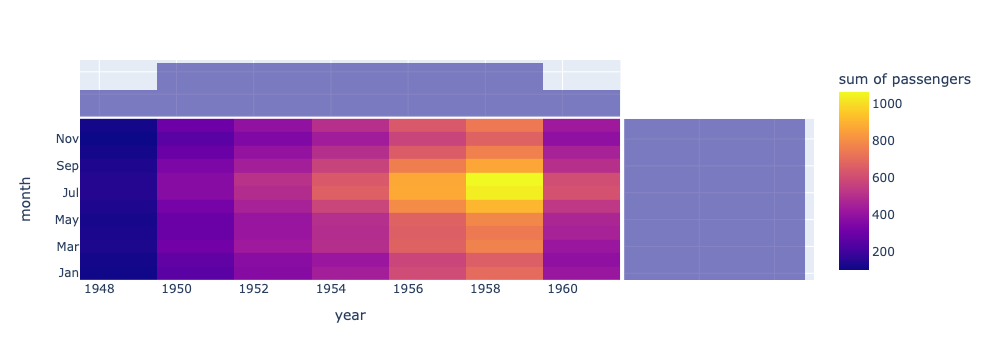 sum of passengers
1000
800
600
400
200
month
Nov
Sep
Jul
May
Mar
Jan
1948 1950 1952 1954 1956 1958 1960
year